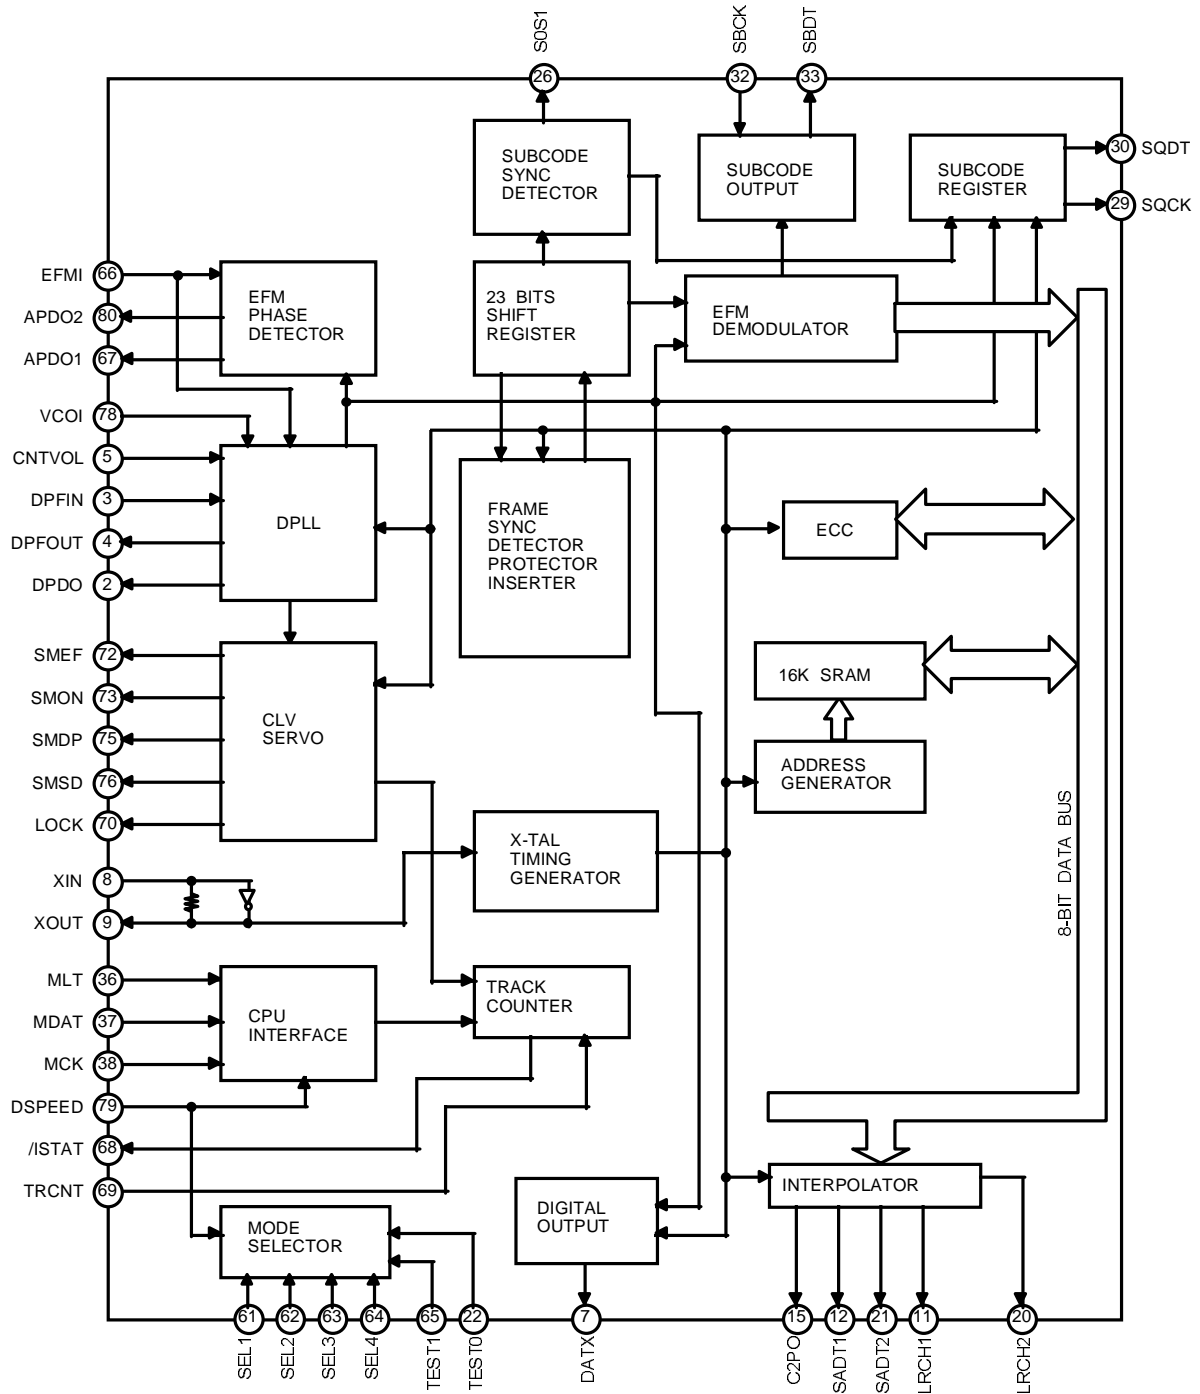 S0S1
SBCK
SBDT
26
32
33
SUBCODE
SYNC
DETECTOR
SUBCODE
OUTPUT
SUBCODE
REGISTER
30 SQDT
29 SQCK
EFMI 66
APDO2 80
APDO1 67
EFM
PHASE
DETECTOR
23 BITS
SHIFT
REGISTER
EFM
DEMODULATOR
VCOI 78
CNTVOL 5
DPFIN 3
DPFOUT 4
DPDO 2
DPLL
FRAME
SYNC
DETECTOR
PROTECTOR
INSERTER
ECC
SMEF 72
SMON 73
SMDP 75
SMSD 76
LOCK 70
CLV
SERVO
16K SRAM
ADDRESS
GENERATOR
8-BIT DATA BUS
XIN 8
XOUT 9
X-TAL
TIMING
GENERATOR
MLT 36
MDAT 37
MCK 38
CPU
INTERFACE
TRACK
COUNTER
DSPEED 79
/ISTAT 68
TRCNT 69
MODE
SELECTOR
DIGITAL
OUTPUT
INTERPOLATOR
61
62
63
64
65
22
7
15
12
21
11
20
SEL1
SEL2
SEL3
SEL4
TEST1
TEST0
DATX
C2PO
SADT1
SADT2
LRCH1
LRCH2